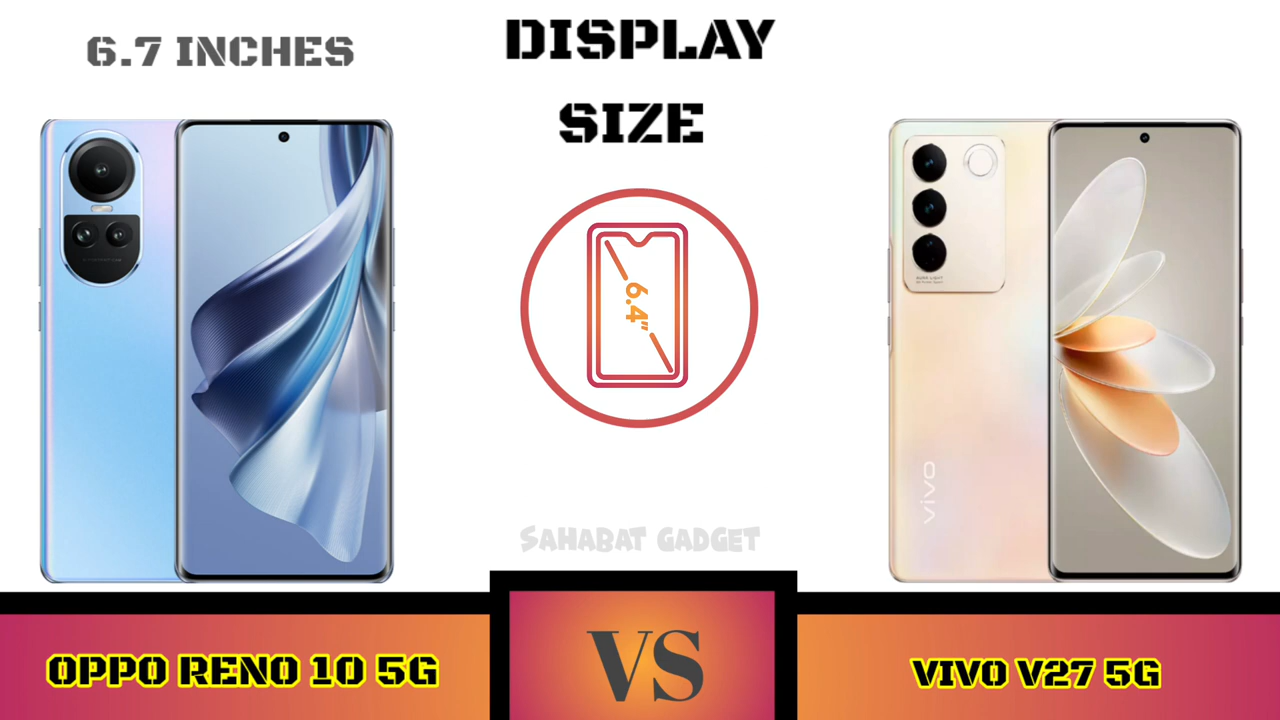 6.7 INCHES
DISPLAY
SIZE
6.4"
vivo
SAHABAT GADGET
OPPO RENO 10 5G
VS
VIVO V27 5G